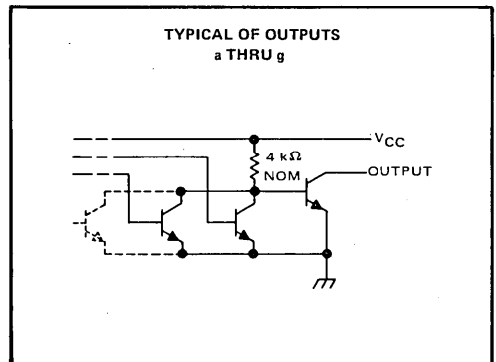 TYPICAL OF OUTPUTS
a THRU g
VCC
4 kΩ
NOM
OUTPUT